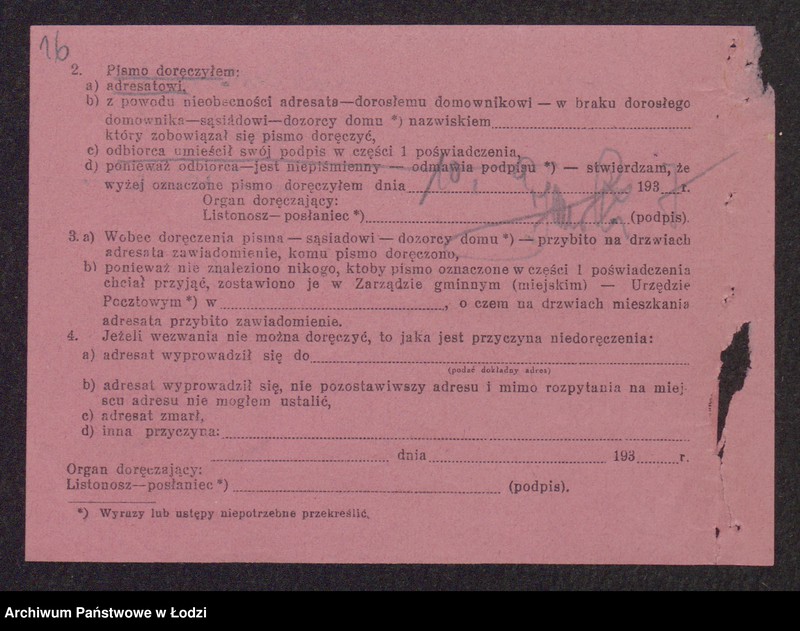 16
2. Pismo doręczyłem:
a) adresatowi,
b) z powodu nieobecności adresata—dorosłemu domownikowi — w braku dorosłego
domownika—sąsiadowi—dozorcy domu *) nazwiskiem
który zobowiązał się pismo doręczyć,
c) odbiorca umieścił swój podpis w części 1 poświadczenia,
d) ponieważ odbiorca—jest niepiśmienny — odmawia podpisu *) — stwierdzam, że
wyżej oznaczone pismo doręczyłem dnia 193 r.
Organ doręczający:
Listonosz—posłaniec *) (podpis).
3. a) Wobec doręczenia pisma — sąsiadowi — dozorcy domu *) — przybito na drzwiach
adresata zawiadomienie, komu pismo doręczono,
b) ponieważ nie znaleziono nikogo, ktoby pismo oznaczone w części 1 poświadczenia
chciał przyjąć, zostawiono je w Zarządzie gminnym (miejskim) — Urzędzie
Pocztowym *) w , o czem na drzwiach mieszkania
adresata przybito zawiadomienie.
4. Jeżeli wezwania nie można doręczyć, to jaka jest przyczyna niedoręczenia:
a) adresat wyprowadził się do
(podać dokładny adres)
b) adresat wyprowadził się, nie pozostawiwszy adresu i mimo rozpytania na miej-
scu adresu nie mogłem ustalić,
c) adresat zmarł,
d) inna przyczyna:
dnia 193 r.
Organ doręczający:
Listonosz—posłaniec *) (podpis).
*) Wyrazy lub ustępy niepotrzebne przekreślić.
Archiwum Państwowe w Łodzi